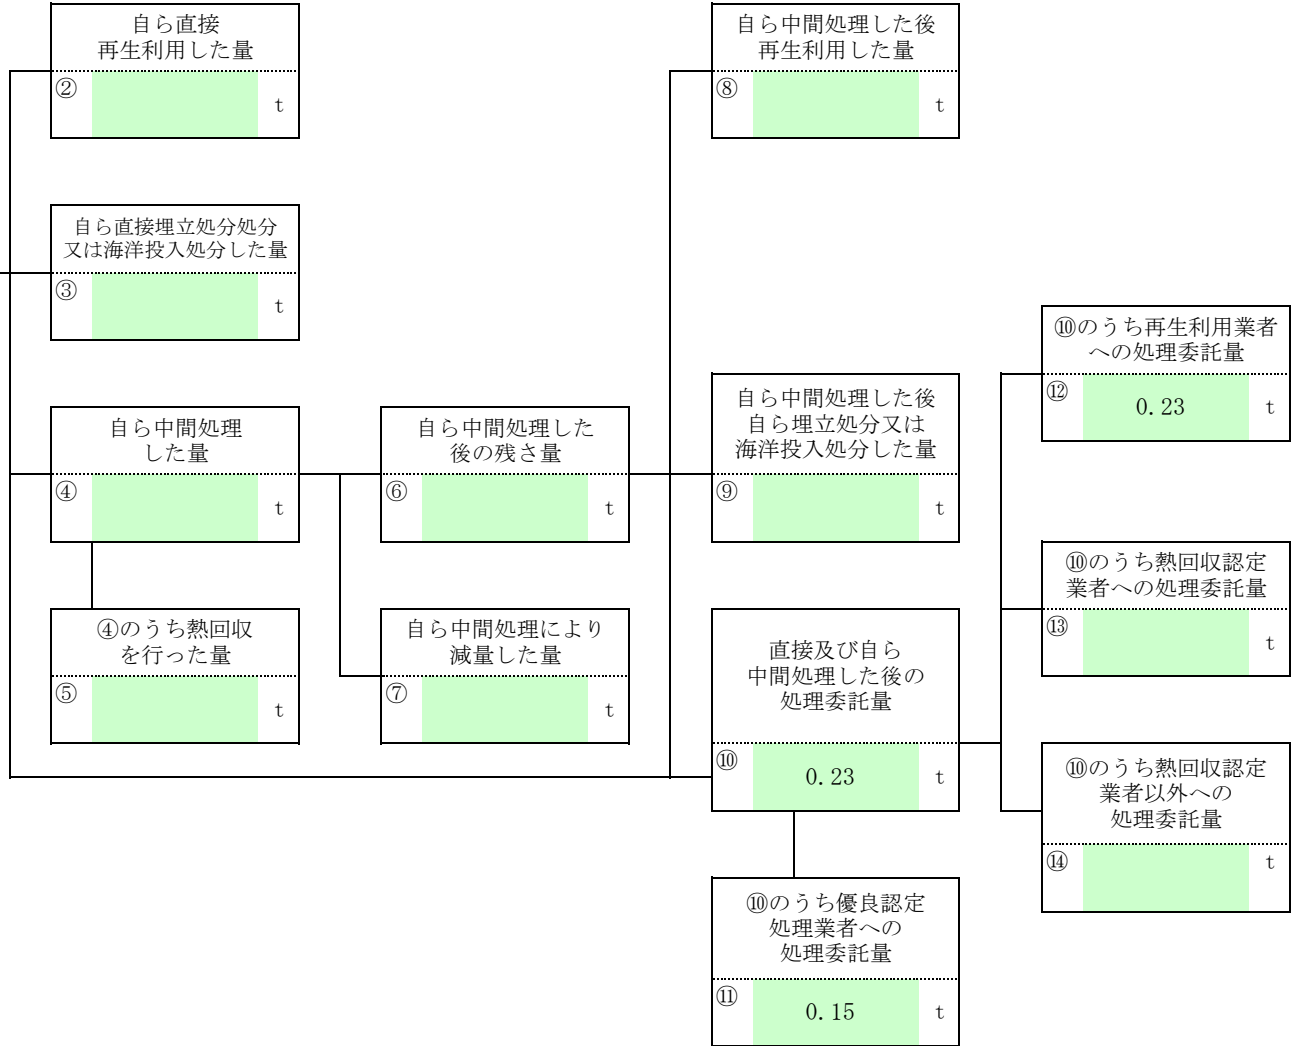 自ら直接
再生利用した量
②
t
自ら直接埋立処分処分
又は海洋投入処分した量
③
t
自ら中間処理
した量
④
t
④のうち熱回収
を行った量
⑤
t
自ら中間処理した
後の残さ量
⑥
t
自ら中間処理により
減量した量
⑦
t
自ら中間処理した後
再生利用した量
⑧
t
自ら中間処理した後
自ら埋立処分又は
海洋投入処分した量
⑨
t
直接及び自ら
中間処理した後の
処理委託量
⑩ 0.23 t
⑩のうち優良認定
処理業者への
処理委託量
⑪ 0.15 t
⑩のうち再生利用業者
への処理委託量
⑫ 0.23 t
⑩のうち熱回収認定
業者への処理委託量
⑬
t
⑩のうち熱回収認定
業者以外への
処理委託量
⑭
t